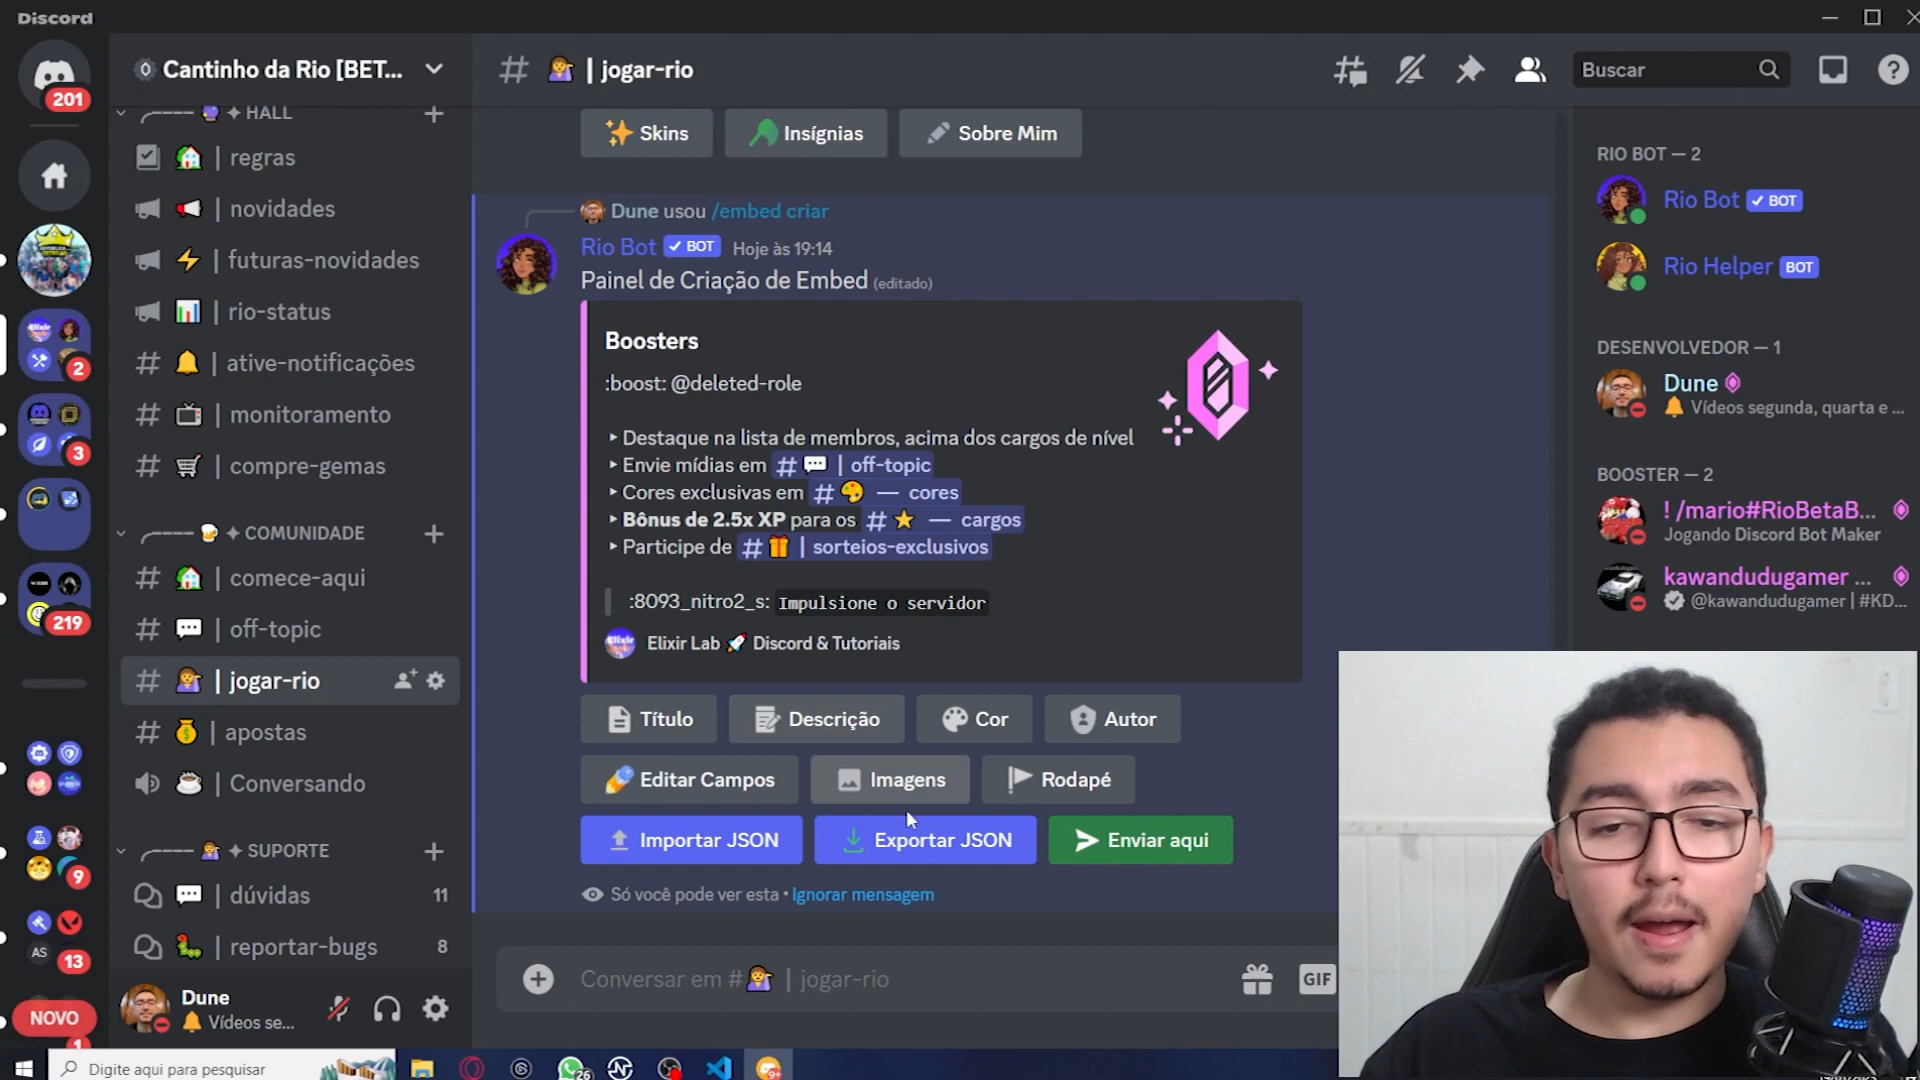 Discord
201
2
3
219
9
AS
13
NOVO
1
Cantinho da Rio [BET...
✦ HALL
| regras
| novidades
| futuras-novidades
| rio-status
| ative-notificações
| monitoramento
| compre-gemas
✦ COMUNIDADE
| comece-aqui
| off-topic
| jogar-rio
| apostas
| Conversando
✦ SUPORTE
| dúvidas 11
| reportar-bugs 8
Dune
Vídeos se...
# | jogar-rio
Buscar
Skins Insígnias Sobre Mim
Dune usou /embed criar
Rio Bot ✓ BOT Hoje às 19:14
Painel de Criação de Embed (editado)
Boosters
:boost: @deleted-role
‣ Destaque na lista de membros, acima dos cargos de nível
‣ Envie mídias em # 💬 | off-topic
‣ Cores exclusivas em # 🎨 — cores
‣ Bônus de 2.5x XP para os # ⭐ — cargos
‣ Participe de # 🎁 | sorteios-exclusivos
:8093_nitro2_s: Impulsione o servidor
Elixir Lab 🚀 Discord & Tutoriais
Título Descrição Cor Autor
Editar Campos Imagens Rodapé
Importar JSON Exportar JSON Enviar aqui
Só você pode ver esta • Ignorar mensagem
Conversar em # | jogar-rio
GIF
RIO BOT — 2
Rio Bot ✓ BOT
Rio Helper BOT
DESENVOLVEDOR — 1
Dune
Vídeos segunda, quarta e ...
BOOSTER — 2
! /mario#RioBetaB...
Jogando Discord Bot Maker
kawandudugamer ...
@kawandudugamer | #KD...
Digite aqui para pesquisar
26